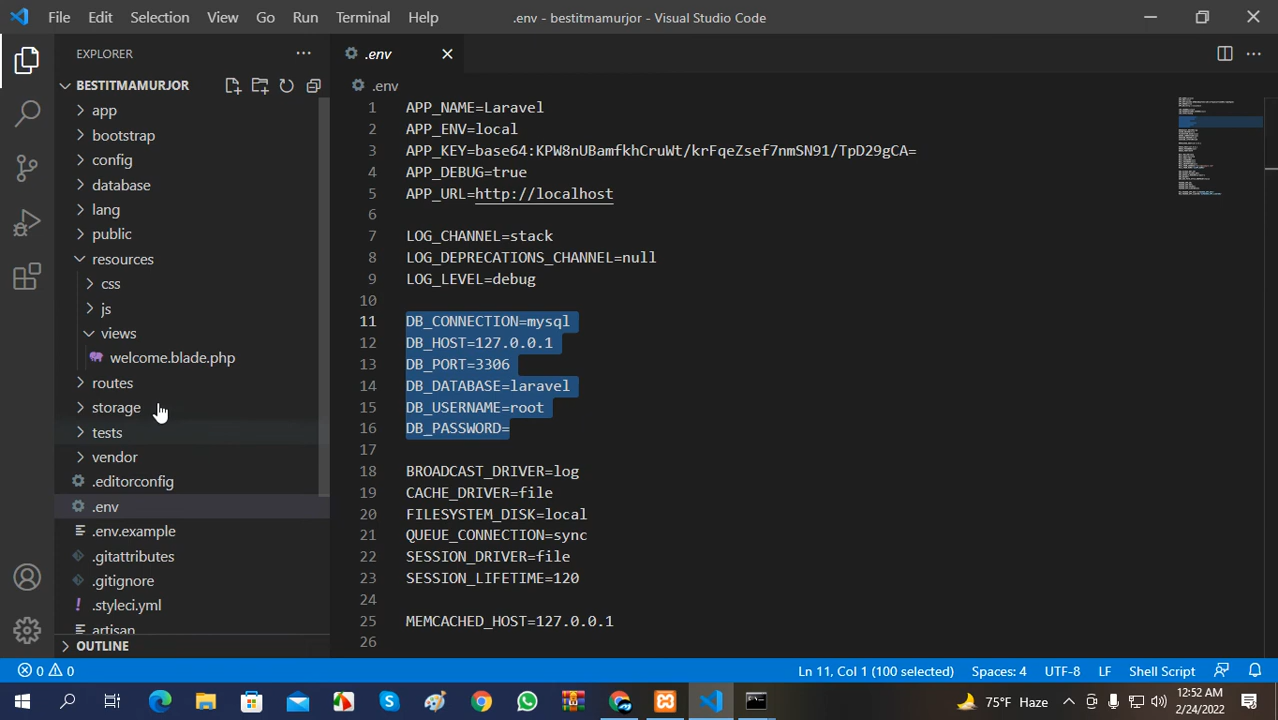 File Edit Selection View Go Run Terminal Help
.env - bestitmamurjor - Visual Studio Code
EXPLORER
BESTITMAMURJOR
app
bootstrap
config
database
lang
public
resources
css
js
views
welcome.blade.php
routes
storage
tests
vendor
.editorconfig
.env
.env.example
.gitattributes
.gitignore
.styleci.yml
artisan
OUTLINE
.env
.env
1 APP_NAME=Laravel
2 APP_ENV=local
3 APP_KEY=base64:KPW8nUBamfkhCruWt/krFqeZsef7nmSN91/TpD29gCA=
4 APP_DEBUG=true
5 APP_URL=http://localhost
6
7 LOG_CHANNEL=stack
8 LOG_DEPRECATIONS_CHANNEL=null
9 LOG_LEVEL=debug
10
11 DB_CONNECTION=mysql
12 DB_HOST=127.0.0.1
13 DB_PORT=3306
14 DB_DATABASE=laravel
15 DB_USERNAME=root
16 DB_PASSWORD=
17
18 BROADCAST_DRIVER=log
19 CACHE_DRIVER=file
20 FILESYSTEM_DISK=local
21 QUEUE_CONNECTION=sync
22 SESSION_DRIVER=file
23 SESSION_LIFETIME=120
24
25 MEMCACHED_HOST=127.0.0.1
26
0 0
Ln 11, Col 1 (100 selected) Spaces: 4 UTF-8 LF Shell Script
75°F Haze
12:52 AM
2/24/2022